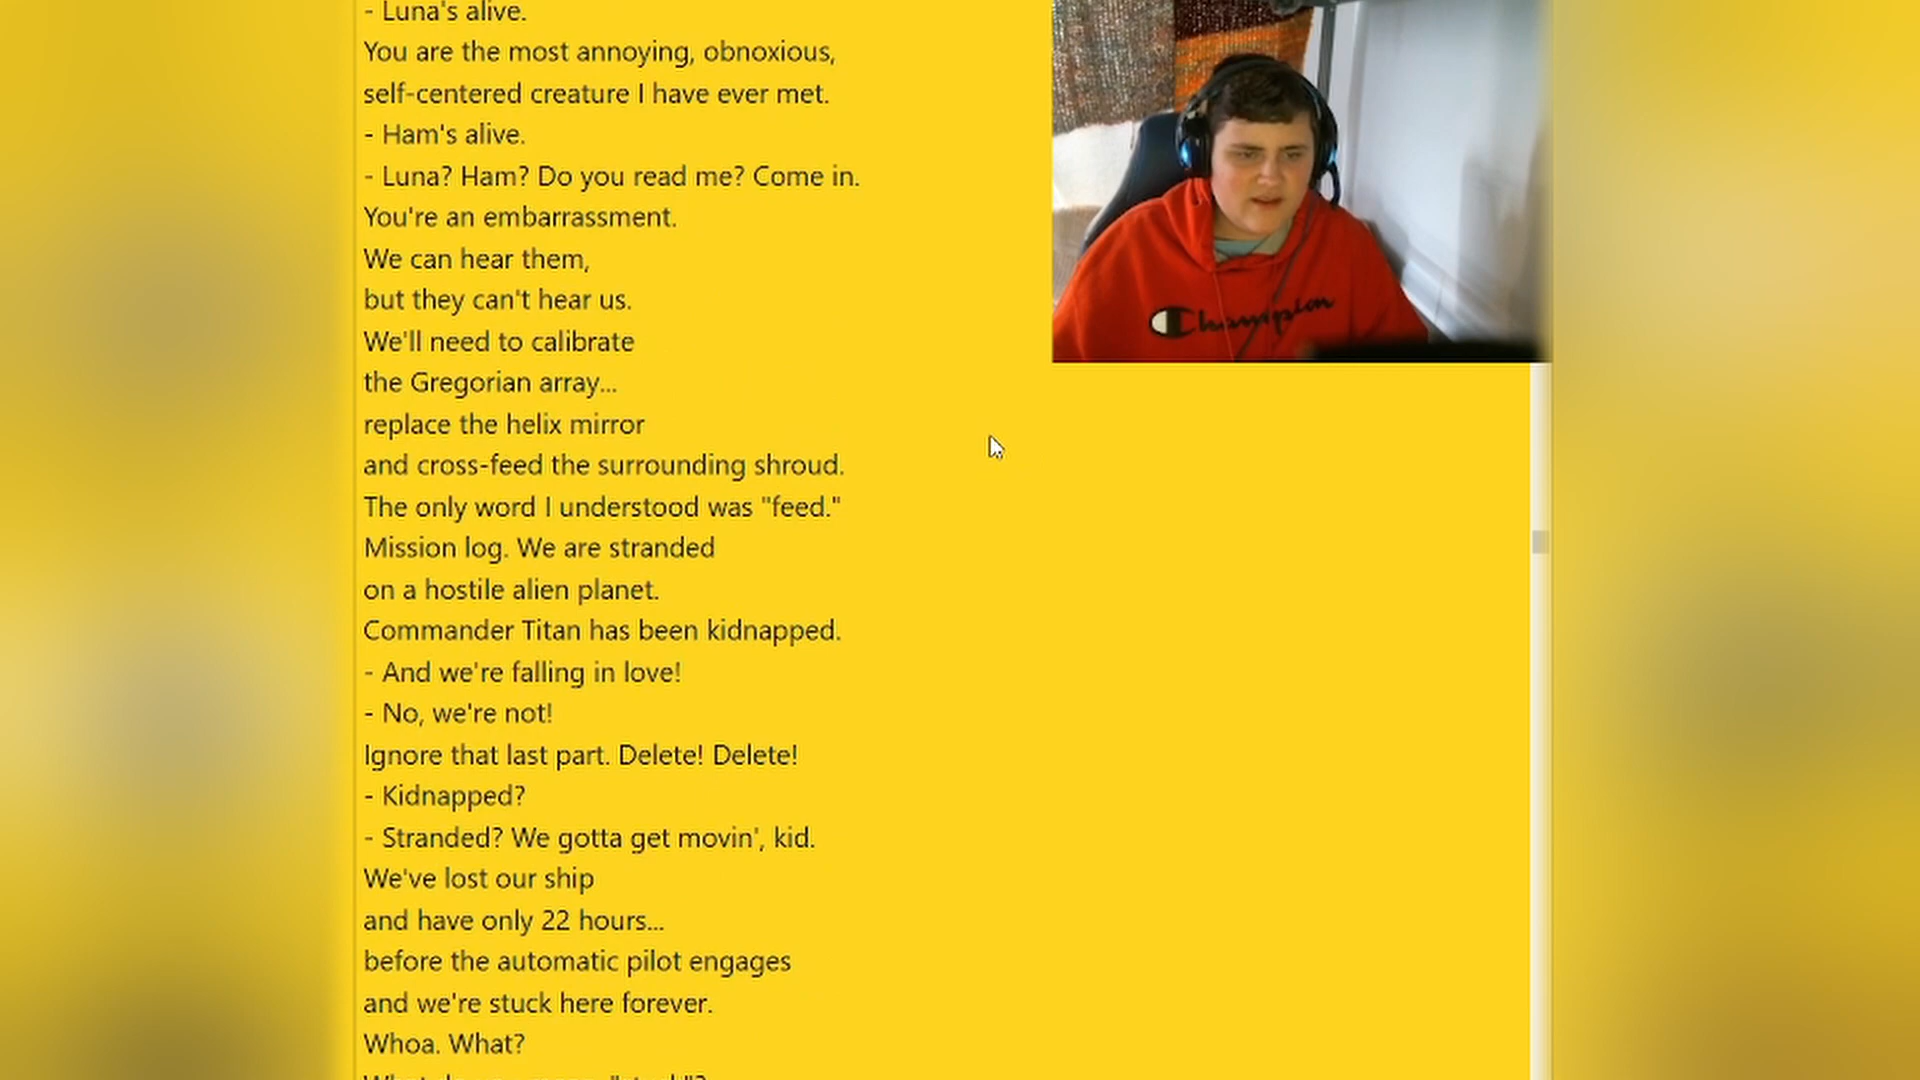 - Luna's alive.
You are the most annoying, obnoxious,
self-centered creature I have ever met.
- Ham's alive.
- Luna? Ham? Do you read me? Come in.
You're an embarrassment.
We can hear them,
but they can't hear us.
We'll need to calibrate
the Gregorian array...
replace the helix mirror
and cross-feed the surrounding shroud.
The only word I understood was "feed."
Mission log. We are stranded
on a hostile alien planet.
Commander Titan has been kidnapped.
- And we're falling in love!
- No, we're not!
Ignore that last part. Delete! Delete!
- Kidnapped?
- Stranded? We gotta get movin', kid.
We've lost our ship
and have only 22 hours...
before the automatic pilot engages
and we're stuck here forever.
Whoa. What?
Champion